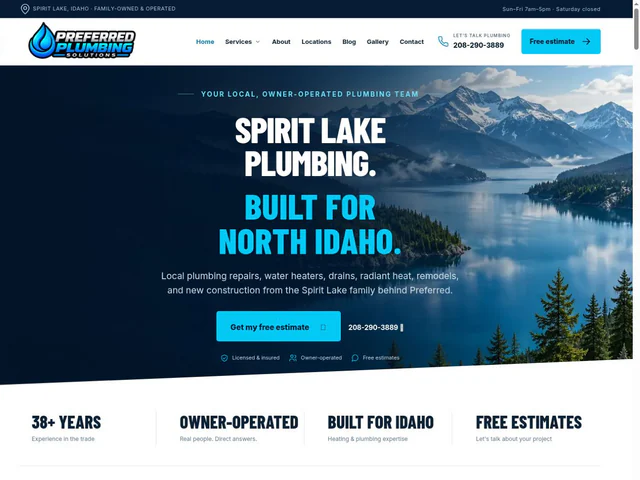 SPIRIT LAKE, IDAHO · FAMILY-OWNED & OPERATED
Sun–Fri 7am–5pm · Saturday closed
PREFERRED
PLUMBING
SOLUTIONS
Home
Services
About
Locations
Blog
Gallery
Contact
LET'S TALK PLUMBING
208-290-3889
Free estimate
YOUR LOCAL, OWNER-OPERATED PLUMBING TEAM
SPIRIT LAKE
PLUMBING.
BUILT FOR
NORTH IDAHO.
Local plumbing repairs, water heaters, drains, radiant heat, remodels,
and new construction from the Spirit Lake family behind Preferred.
Get my free estimate
208-290-3889
Licensed & insured
Owner-operated
Free estimates
38+ YEARS
Experience in the trade
OWNER-OPERATED
Real people. Direct answers.
BUILT FOR IDAHO
Heating & plumbing expertise
FREE ESTIMATES
Let's talk about your project